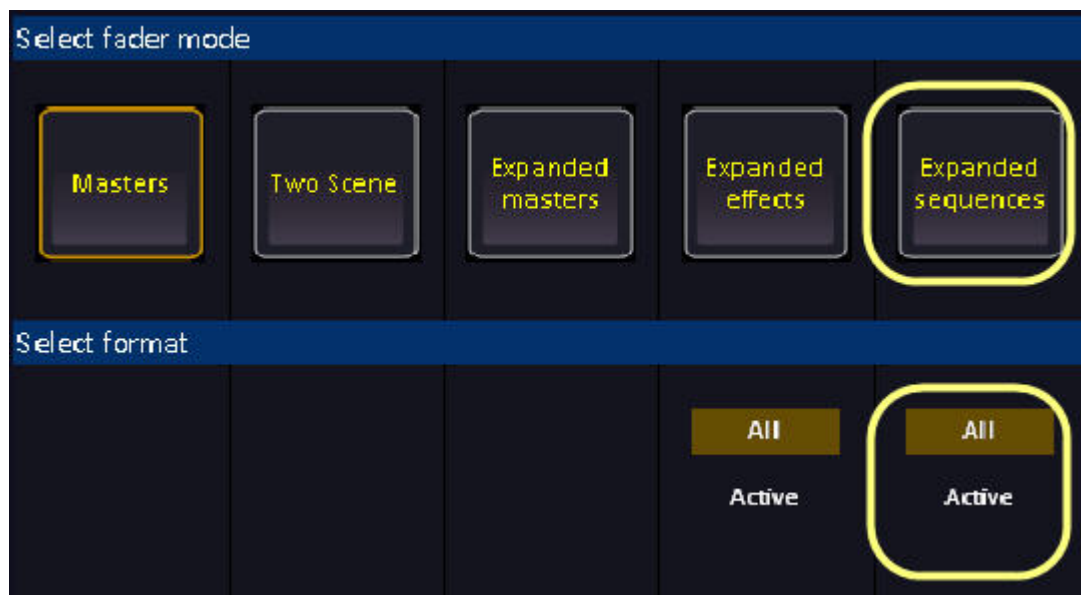 Select fader mode
Masters
Two Scene
Expanded
masters
Expanded
effects
Expanded
sequences
Select format
All
Active
All
Active